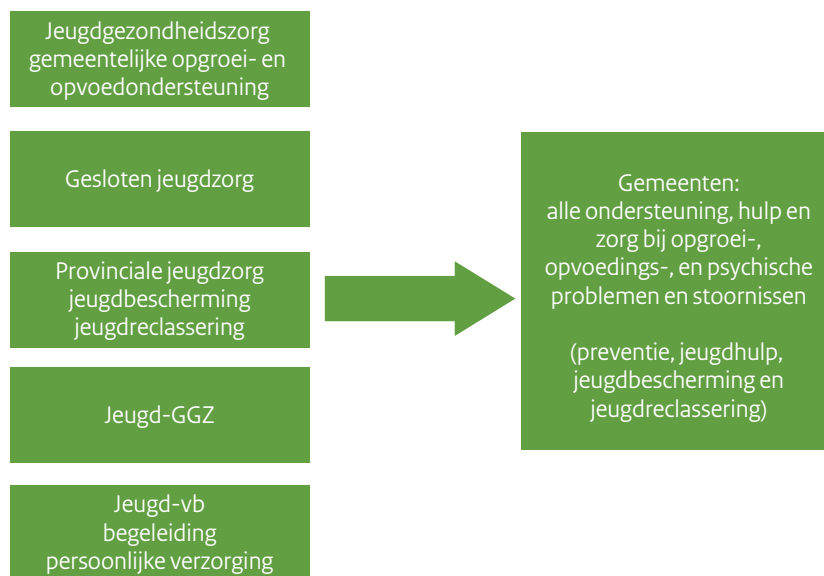 Jeugdgezondheidszorg
gemeentelijke opgroei- en
opvoedondersteuning
Gesloten jeugdzorg
Provinciale jeugdzorg
jeugdbescherming
jeugdreclassering
Jeugd-GGZ
Jeugd-vb
begeleiding
persoonlijke verzorging
Gemeenten:
alle ondersteuning, hulp en
zorg bij opgroei-,
opvoedings-, en psychische
problemen en stoornissen
(preventie, jeugdhulp,
jeugdbescherming en
jeugdreclassering)